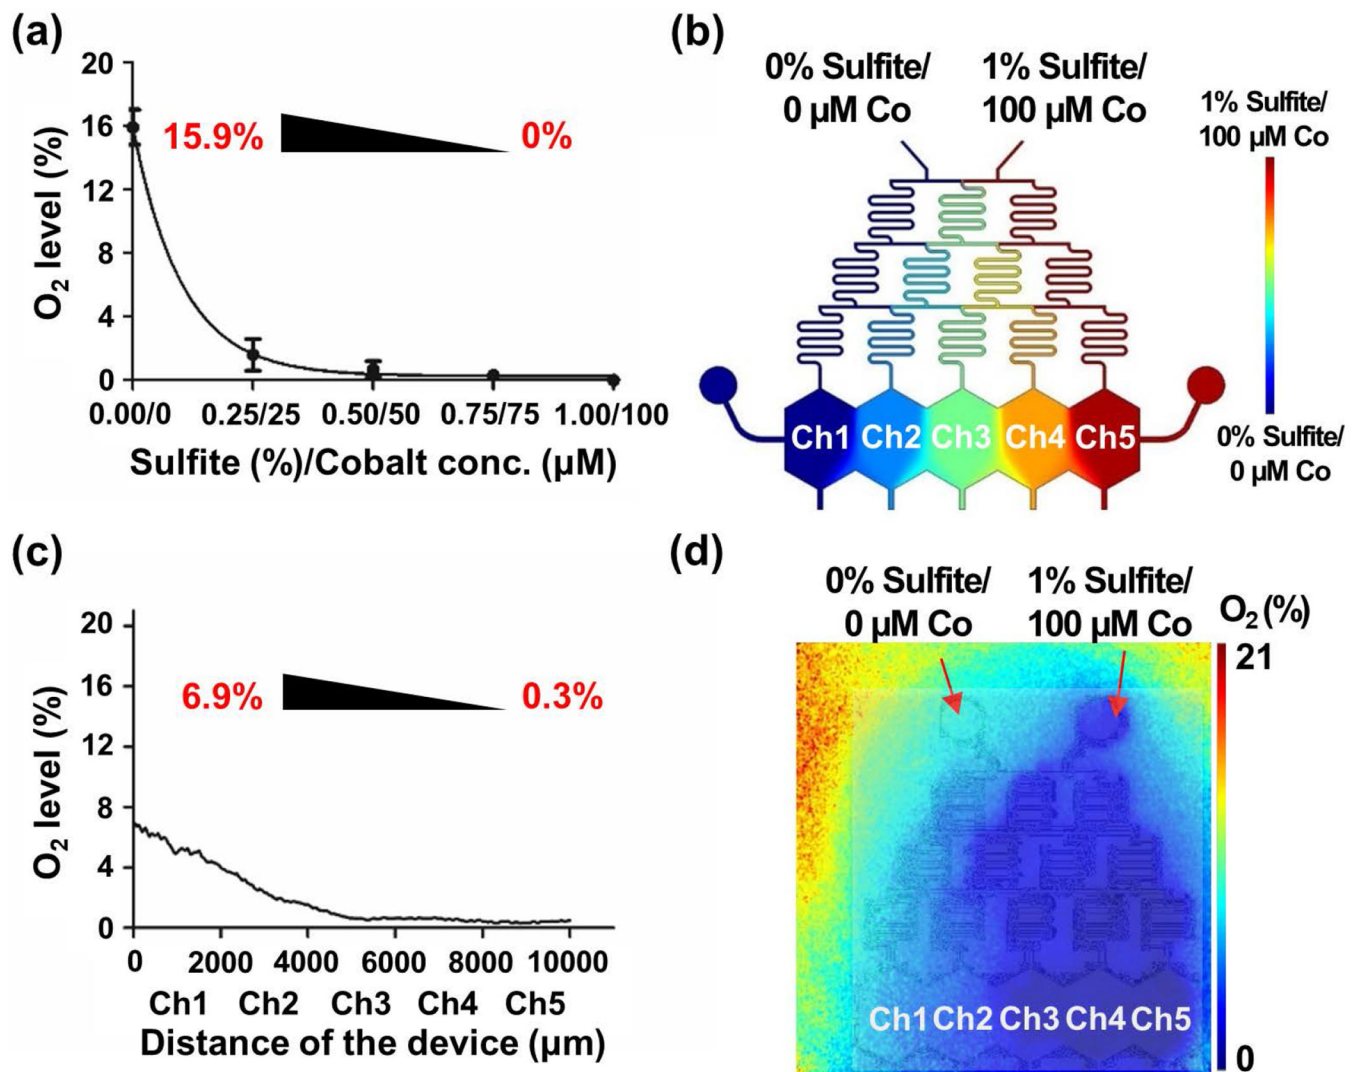 (a)
20
16
12
8
4
0
O₂ level (%)
15.9%
0%
0.00/0 0.25/25 0.50/50 0.75/75 1.00/100
Sulfite (%)/Cobalt conc. (µM)
(b)
0% Sulfite/
0 µM Co
1% Sulfite/
100 µM Co
1% Sulfite/
100 µM Co
0% Sulfite/
0 µM Co
Ch1 Ch2 Ch3 Ch4 Ch5
(c)
20
16
12
8
4
0
O₂ level (%)
6.9%
0.3%
0 2000 4000 6000 8000 10000
Ch1 Ch2 Ch3 Ch4 Ch5
Distance of the device (µm)
(d)
0% Sulfite/
0 µM Co
1% Sulfite/
100 µM Co
O₂ (%)
21
0
Ch1 Ch2 Ch3 Ch4 Ch5